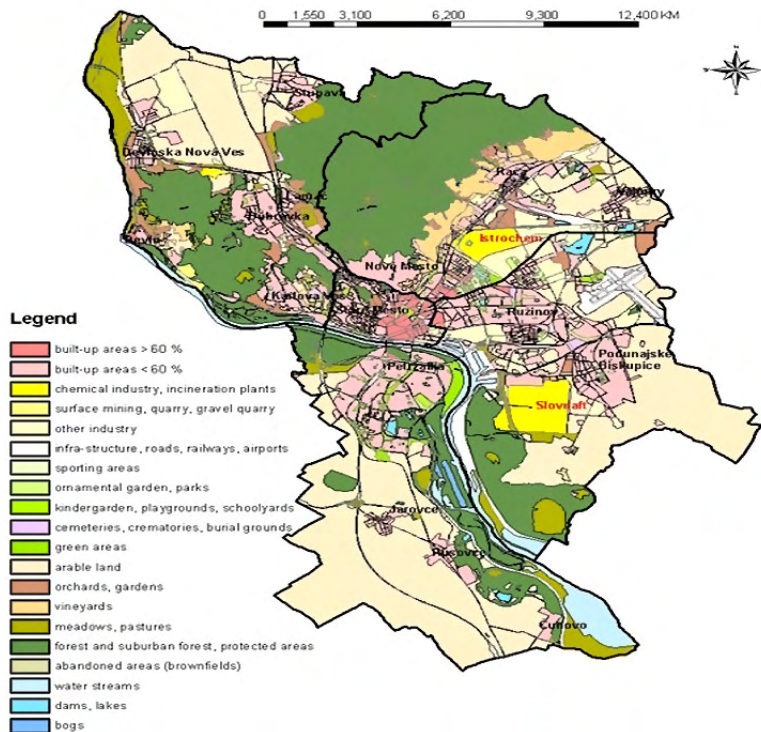 0 1,550 3,100 6,200 9,300 12,400 KM
N
Stupava
Devínska Nová Ves
Lamač
Dúbravka
Rača
Vajnory
Devín
Istrochem
Nové Mesto
Karlova Ves
Staré Mesto
Ružinov
Petržalka
Podunajské
Biskupice
Slovnaft
Jarovce
Rusovce
Čunovo
Legend
built-up areas > 60 %
built-up areas < 60 %
chemical industry, incineration plants
surface mining, quarry, gravel quarry
other industry
infra-structure, roads, railways, airports
sporting areas
ornamental garden, parks
kindergarden, playgrounds, schoolyards
cemeteries, crematories, burial grounds
green areas
arable land
orchards, gardens
vineyards
meadows, pastures
forest and suburban forest, protected areas
abandoned areas (brownfields)
water streams
dams, lakes
bogs